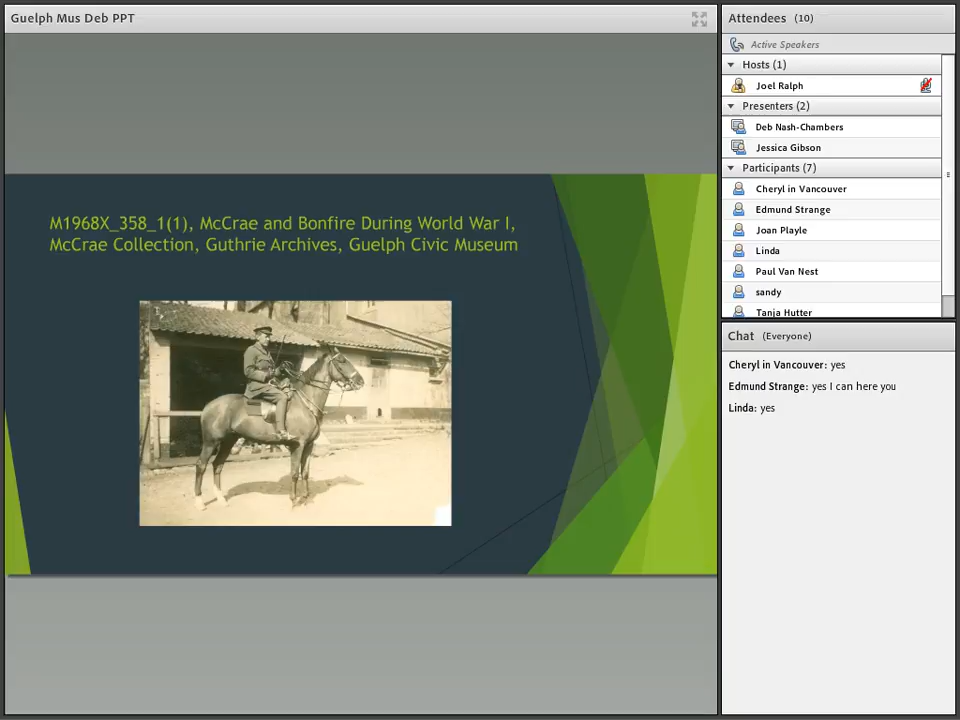 Guelph Mus Deb PPT
M1968X_358_1(1), McCrae and Bonfire During World War I,
McCrae Collection, Guthrie Archives, Guelph Civic Museum
Attendees (10)
Active Speakers
Hosts (1)
Joel Ralph
Presenters (2)
Deb Nash-Chambers
Jessica Gibson
Participants (7)
Cheryl in Vancouver
Edmund Strange
Joan Playle
Linda
Paul Van Nest
sandy
Tanja Hutter
Chat (Everyone)
Cheryl in Vancouver: yes
Edmund Strange: yes I can here you
Linda: yes